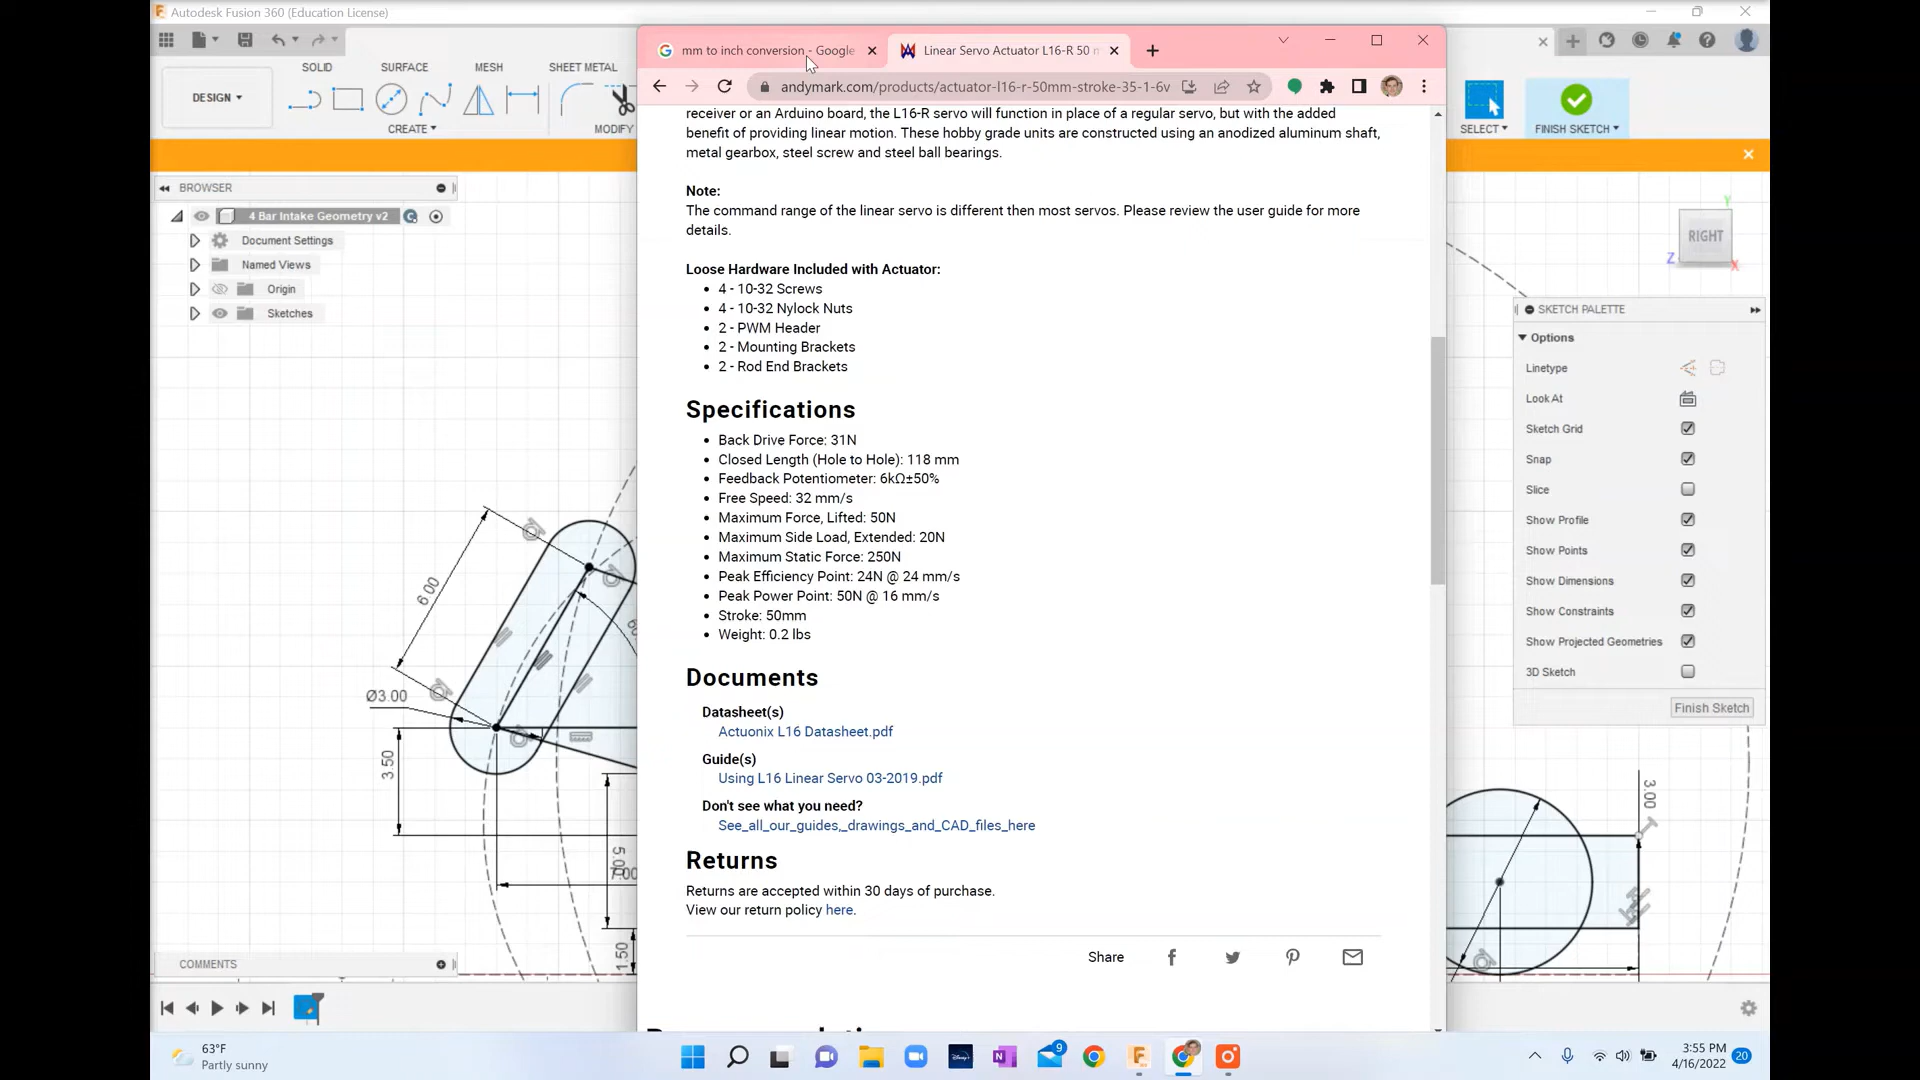 Autodesk Fusion 360 (Education License)
DESIGN
SOLID
SURFACE
MESH
SHEET METAL
CREATE
MODIFY
SELECT
FINISH SKETCH
mm to inch conversion - Google
Linear Servo Actuator L16-R 50 m
andymark.com/products/actuator-l16-r-50mm-stroke-35-1-6v
BROWSER
4 Bar Intake Geometry v2
Document Settings
Named Views
Origin
Sketches
receiver or an Arduino board, the L16-R servo will function in place of a regular servo, but with the added
benefit of providing linear motion. These hobby grade units are constructed using an anodized aluminum shaft,
metal gearbox, steel screw and steel ball bearings.
Note:
The command range of the linear servo is different then most servos. Please review the user guide for more
details.
Loose Hardware Included with Actuator:
4 - 10-32 Screws
4 - 10-32 Nylock Nuts
2 - PWM Header
2 - Mounting Brackets
2 - Rod End Brackets
Specifications
Back Drive Force: 31N
Closed Length (Hole to Hole): 118 mm
Feedback Potentiometer: 6kΩ±50%
Free Speed: 32 mm/s
Maximum Force, Lifted: 50N
Maximum Side Load, Extended: 20N
Maximum Static Force: 250N
Peak Efficiency Point: 24N @ 24 mm/s
Peak Power Point: 50N @ 16 mm/s
Stroke: 50mm
Weight: 0.2 lbs
Documents
Datasheet(s)
Actuonix L16 Datasheet.pdf
Guide(s)
Using L16 Linear Servo 03-2019.pdf
Don't see what you need?
See_all_our_guides,_drawings_and_CAD_files_here
Returns
Returns are accepted within 30 days of purchase.
View our return policy here.
Share
RIGHT
Y
Z
X
SKETCH PALETTE
Options
Linetype
Look At
Sketch Grid
Snap
Slice
Show Profile
Show Points
Show Dimensions
Show Constraints
Show Projected Geometries
3D Sketch
Finish Sketch
6.00
Ø3.00
3.50
5.00
7.00
1.50
3.00
COMMENTS
63°F
Partly sunny
9
3:55 PM
4/16/2022
20